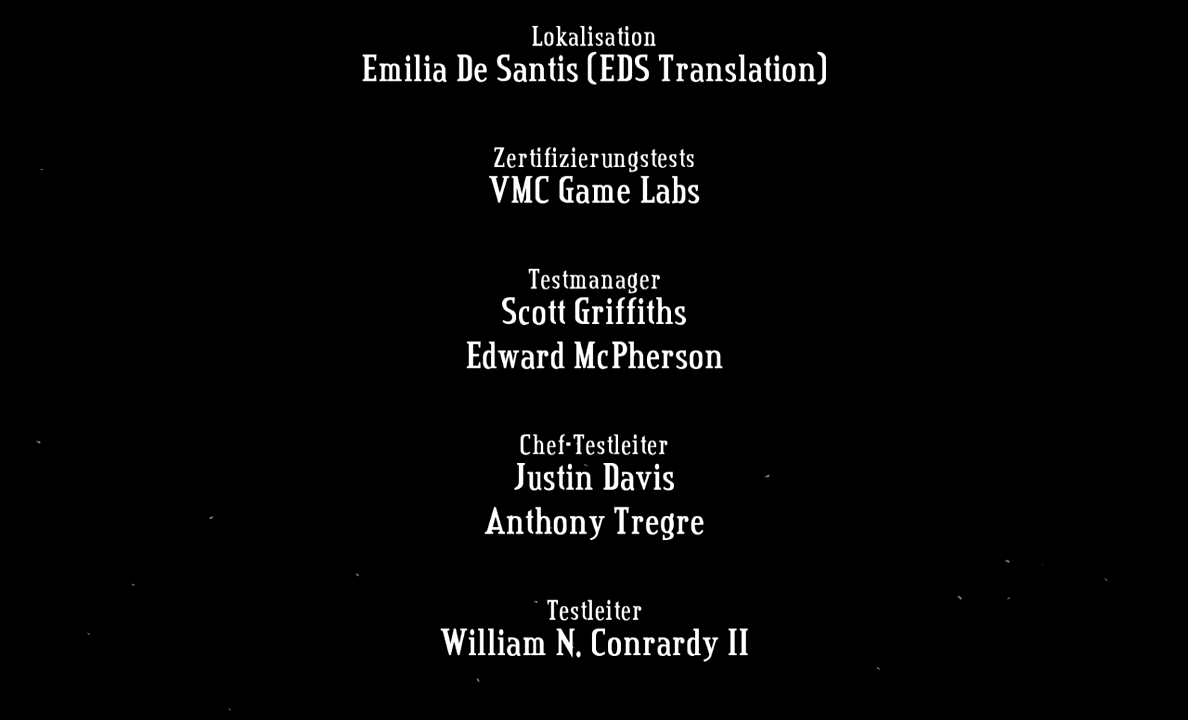 Lokalisation
Emilia De Santis (EDS Translation)
Zertifizierungstests
VMC Game Labs
Testmanager
Scott Griffiths
Edward McPherson
Chef-Testleiter
Justin Davis
Anthony Tregre
Testleiter
William N. Conrardy II